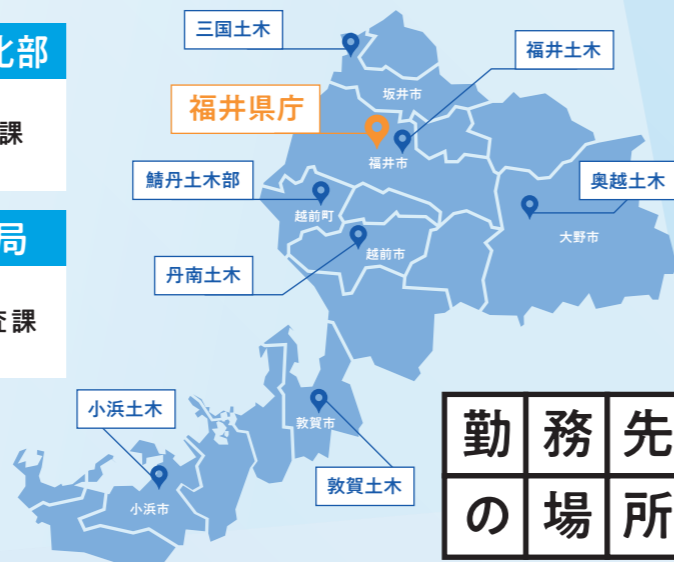 北部
課
局
査課
三国土木
福井土木
坂井市
福井県庁
福井市
鯖丹土木部
奥越土木
越前町
大野市
越前市
丹南土木
小浜土木
敦賀市
敦賀土木
小浜市
勤務先
の場所